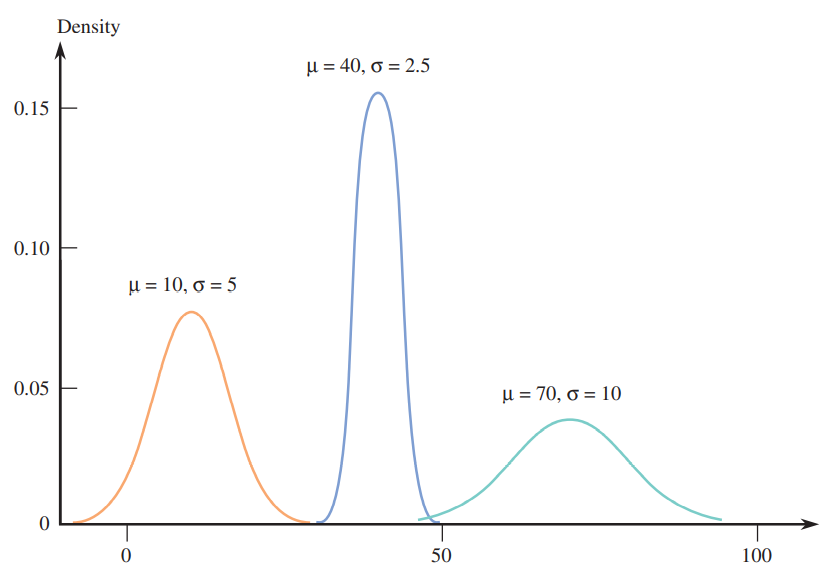 Density
μ = 40, σ = 2.5
0.15
0.10
μ = 10, σ = 5
0.05
μ = 70, σ = 10
0
0
50
100